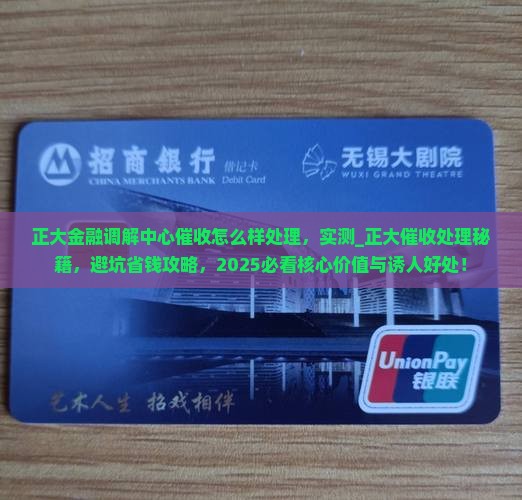 招商銀行 借记卡
CHINA MERCHANTS BANK Debit Card
无锡大剧院
WUXI GRAND THEATRE
正大金融调解中心催收怎么样处理，实测_正大催收处理秘
籍，避坑省钱攻略，2025必看核心价值与诱人好处！
UnionPay
银联
艺术人生 招戏相伴